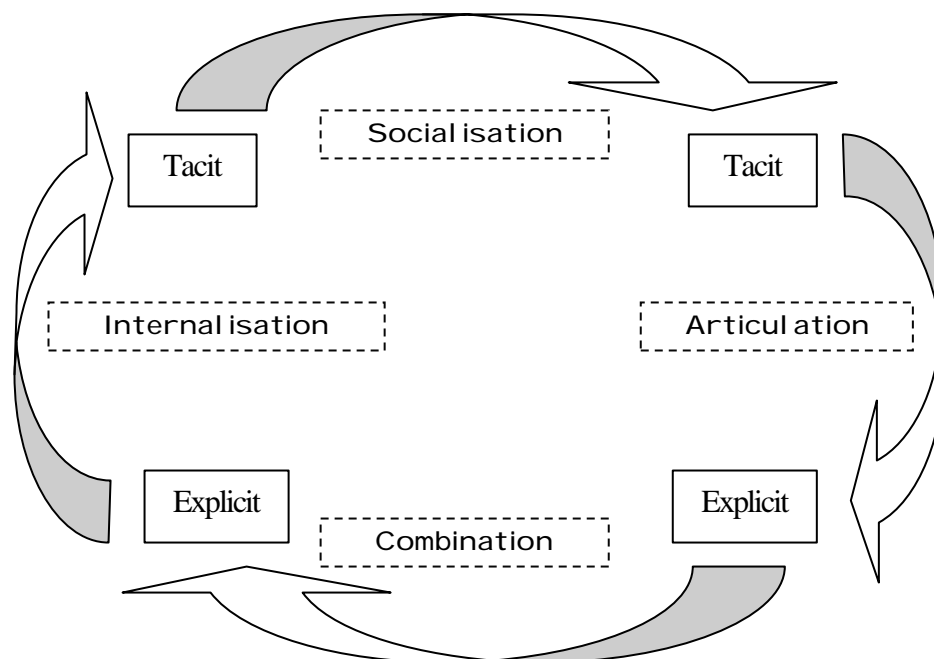 Socialisation
Tacit
Tacit
Internalisation
Articulation
Explicit
Explicit
Combination